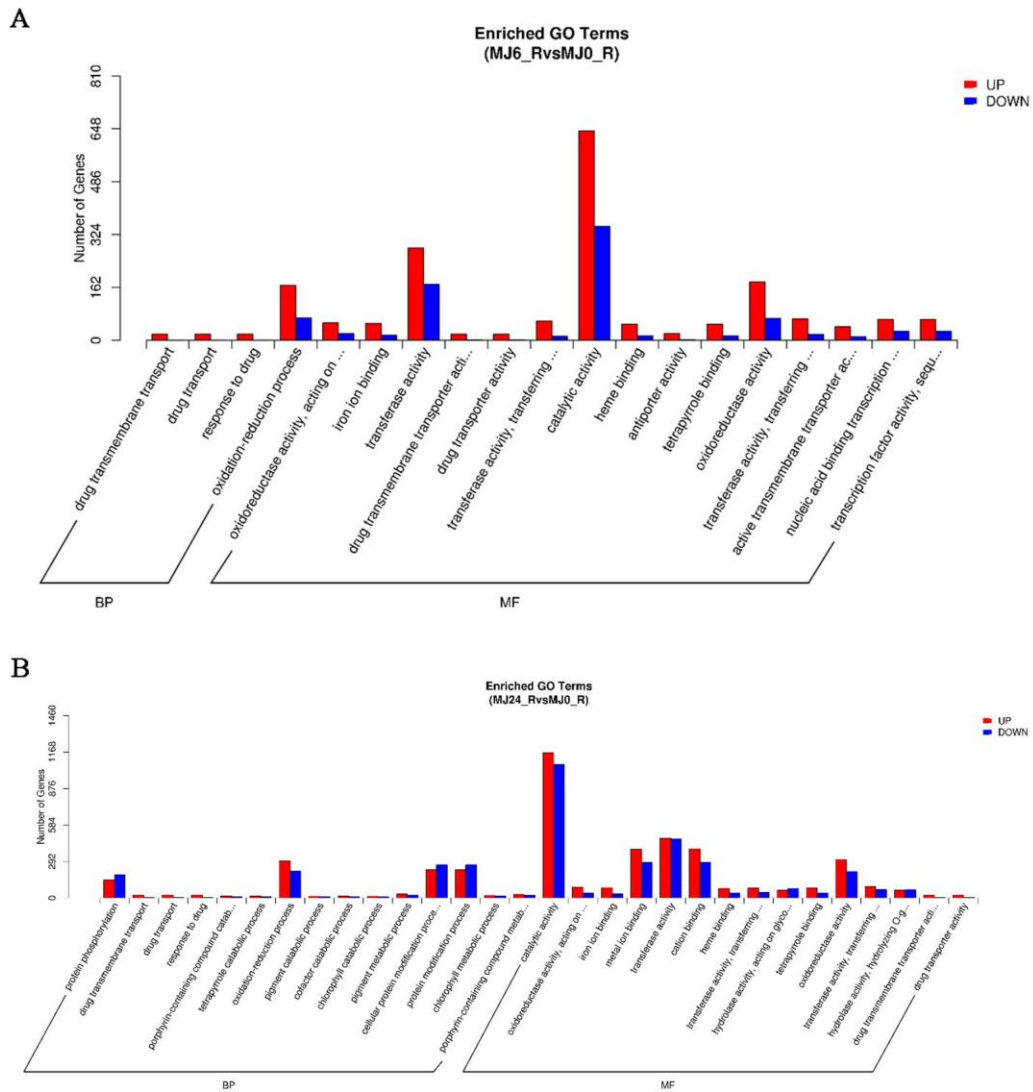 A
Enriched GO Terms
(MJ6_RvsMJ0_R)
UP
DOWN
Number of Genes
810
648
486
324
162
0
drug transmembrane transport
drug transport
response to drug
oxidation-reduction process
oxidoreductase activity, acting on ...
iron ion binding
transferase activity
drug transmembrane transporter acti...
drug transporter activity
transferase activity, transferring ...
catalytic activity
heme binding
antiporter activity
tetrapyrrole binding
oxidoreductase activity
transferase activity, transferring ...
active transmembrane transporter ac...
nucleic acid binding transcription ...
transcription factor activity, sequ...
BP
MF
B
Enriched GO Terms
(MJ24_RvsMJ0_R)
UP
DOWN
Number of Genes
1460
1168
876
584
292
0
protein phosphorylation
drug transmembrane transport
drug transport
response to drug
porphyrin-containing compound catab...
tetrapyrrole catabolic process
oxidation-reduction process
pigment catabolic process
cofactor catabolic process
chlorophyll catabolic process
pigment metabolic process
cellular protein modification proce...
protein modification process
chlorophyll metabolic process
porphyrin-containing compound metab...
catalytic activity
oxidoreductase activity, acting on ...
iron ion binding
metal ion binding
transferase activity
cation binding
heme binding
transferase activity, transferring ...
hydrolase activity, acting on glyco...
tetrapyrrole binding
oxidoreductase activity
transferase activity, transferring ...
hydrolase activity, hydrolyzing O-g...
drug transmembrane transporter acti...
drug transporter activity
BP
MF